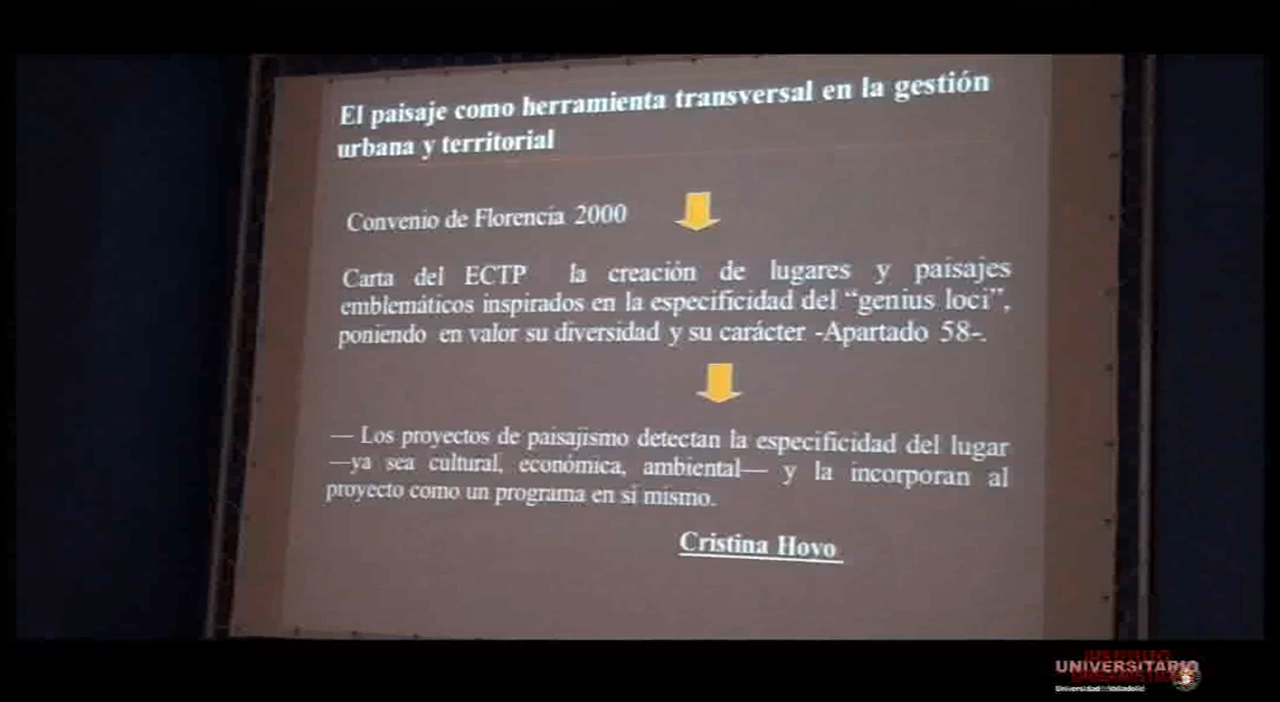 El paisaje como herramienta transversal en la gestión
urbana y territorial
Convenio de Florencia 2000
Carta del ECTP la creación de lugares y paisajes
emblemáticos inspirados en la especificidad del “genius loci”,
poniendo en valor su diversidad y su carácter -Apartado 58-.
— Los proyectos de paisajismo detectan la especificidad del lugar
—ya sea cultural, económica, ambiental— y la incorporan al
proyecto como un programa en sí mismo.
Cristina Hoyo
UNIVERSITARIO
Universidad Valladolid